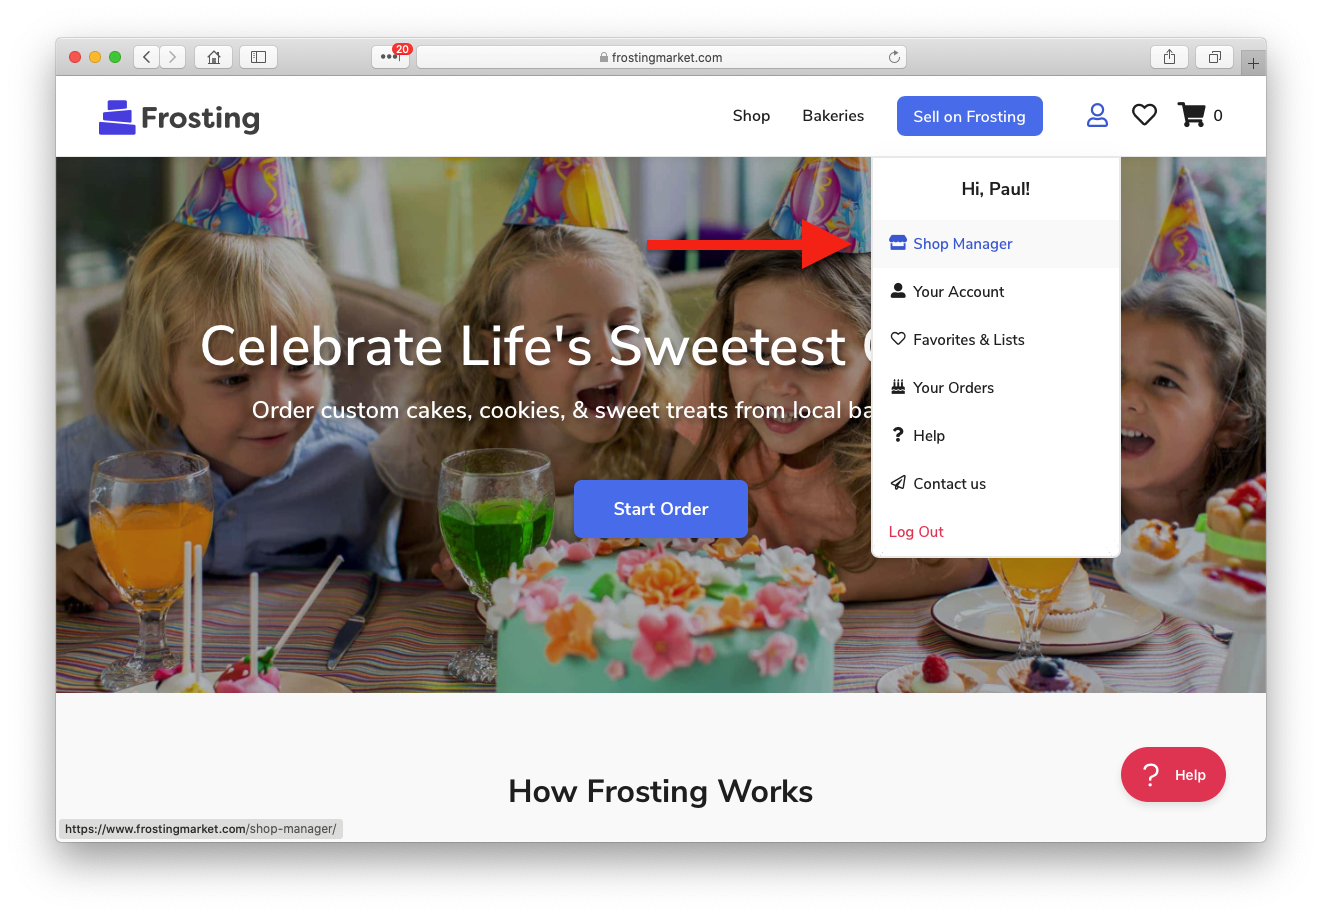 20
frostingmarket.com
Frosting
Shop
Bakeries
Sell on Frosting
0
Hi, Paul!
Shop Manager
Your Account
Favorites & Lists
Your Orders
Help
Contact us
Log Out
Celebrate Life's Sweetest
Order custom cakes, cookies, & sweet treats from local ba
Start Order
How Frosting Works
Help
https://www.frostingmarket.com/shop-manager/